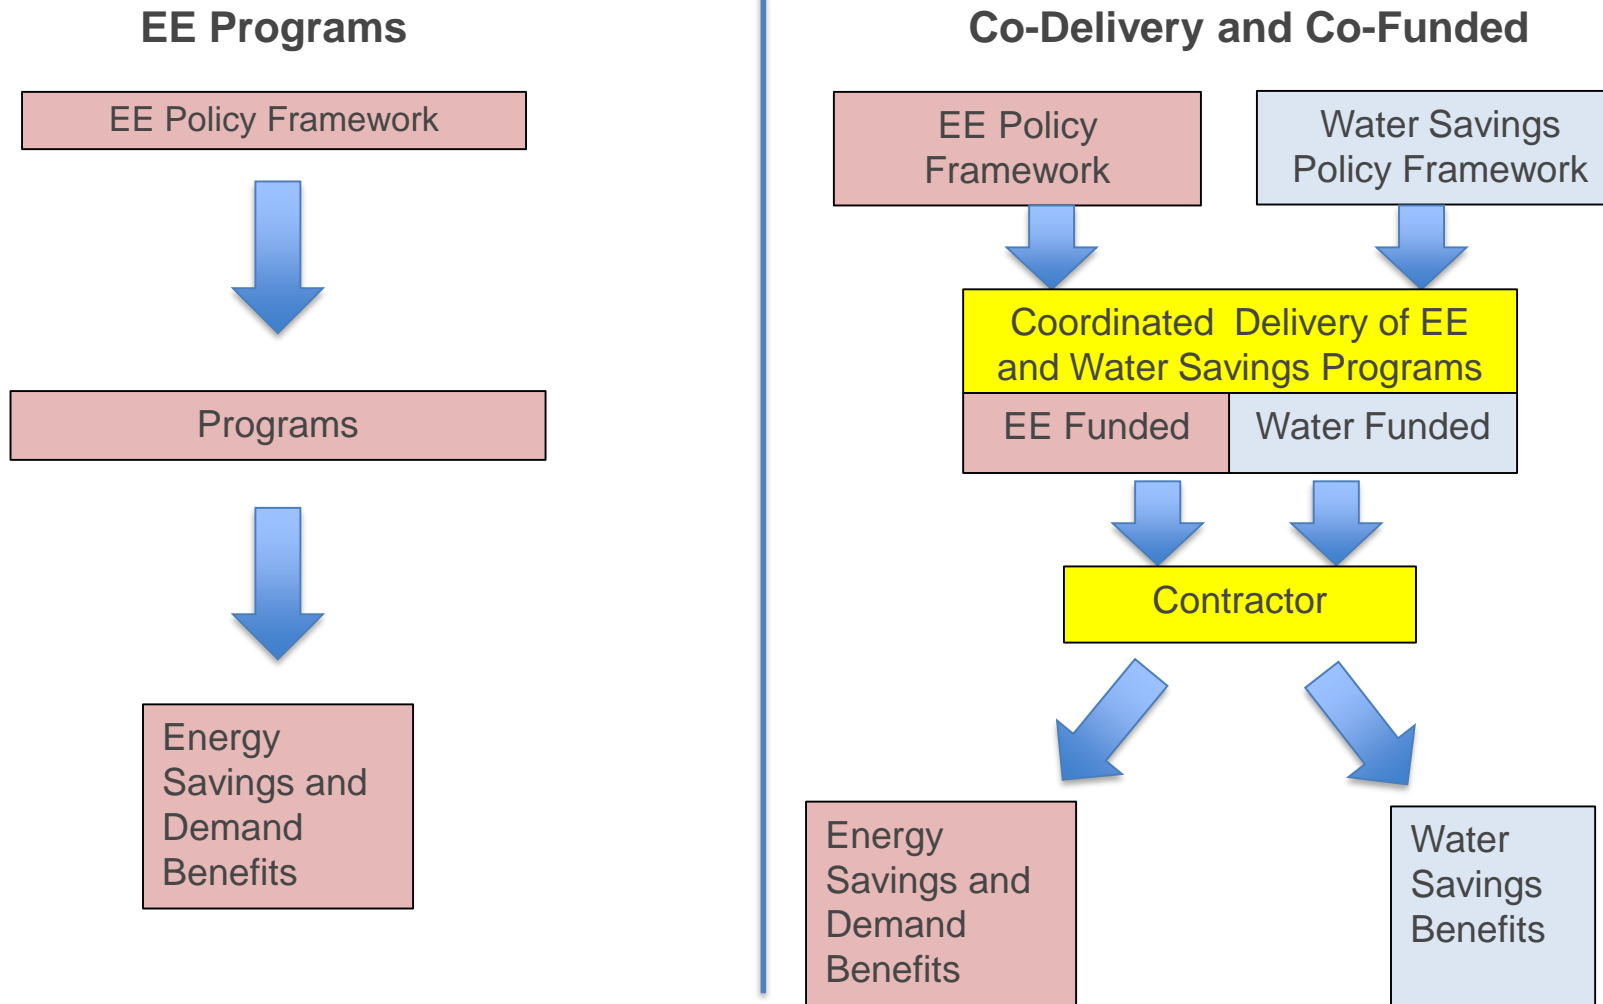 EE Programs
EE Policy Framework
Programs
Energy
Savings and
Demand
Benefits
Co-Delivery and Co-Funded
EE Policy
Framework
Water Savings
Policy Framework
Coordinated  Delivery of EE
and Water Savings Programs
EE Funded
Water Funded
Contractor
Energy
Savings and
Demand
Benefits
Water
Savings
Benefits